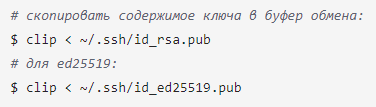 # скопировать содержимое ключа в буфер обмена:
$ clip < ~/.ssh/id_rsa.pub
# для ed25519:
$ clip < ~/.ssh/id_ed25519.pub